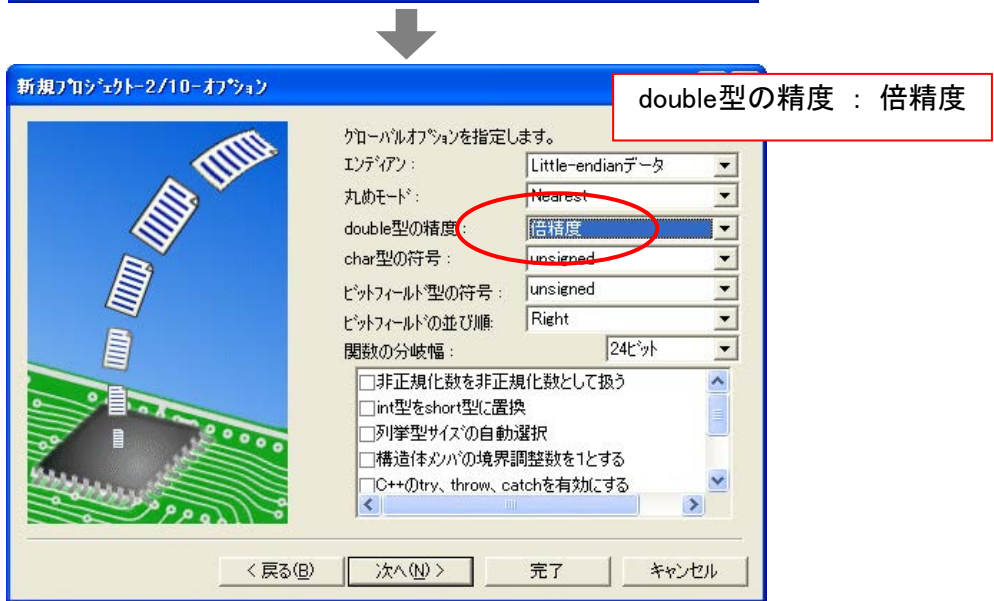 新規プロジェクト-2/10-オプション
double型の精度 : 倍精度
グローバルオプションを指定します。
エンディアン : Little-endianデータ
丸めモード : Nearest
double型の精度 : 倍精度
char型の符号 : unsigned
ビットフィールド型の符号 : unsigned
ビットフィールドの並び順: Right
関数の分岐幅 : 24ビット
非正規化数を非正規化数として扱う
int型をshort型に置換
列挙型サイズの自動選択
構造体メンバの境界調整数を1とする
C++のtry、throw、catchを有効にする
< 戻る(B) 次へ(N) > 完了 キャンセル